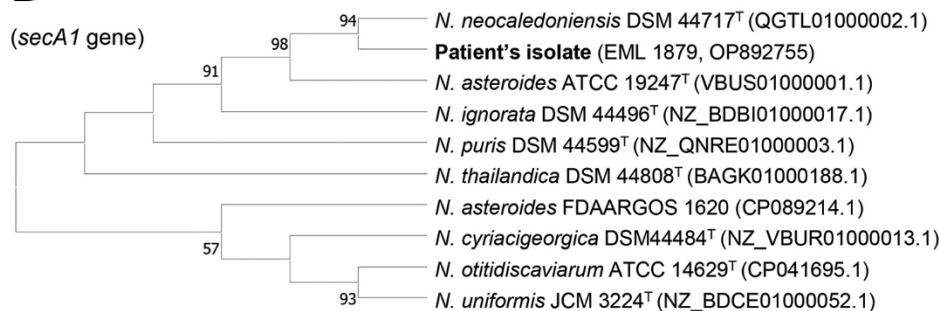 94
N. neocaledoniensis DSM 44717ᵀ (QGTL01000002.1)
(secA1 gene)
98
Patient's isolate (EML 1879, OP892755)
91
N. asteroides ATCC 19247ᵀ (VBUS01000001.1)
N. ignorata DSM 44496ᵀ (NZ_BDBI01000017.1)
N. puris DSM 44599ᵀ (NZ_QNRE01000003.1)
N. thailandica DSM 44808ᵀ (BAGK01000188.1)
N. asteroides FDAARGOS 1620 (CP089214.1)
57
N. cyriacigeorgica DSM44484ᵀ (NZ_VBUR01000013.1)
N. otitidiscaviarum ATCC 14629ᵀ (CP041695.1)
93
N. uniformis JCM 3224ᵀ (NZ_BDCE01000052.1)